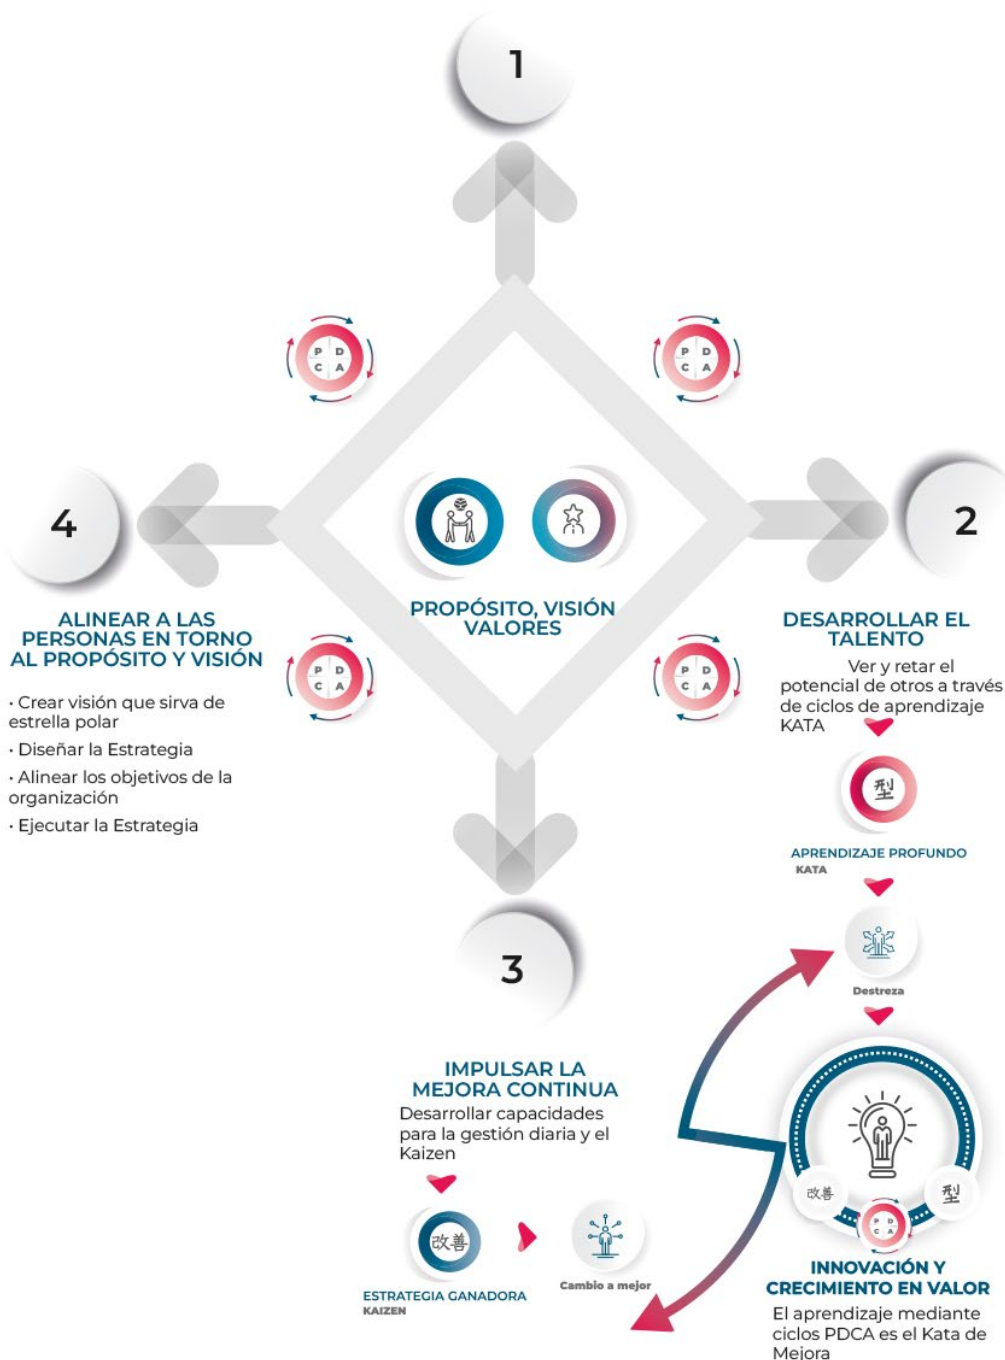 1
P D
C A
P D
C A
4
2
PROPÓSITO, VISIÓN
VALORES
ALINEAR A LAS
PERSONAS EN TORNO
AL PROPÓSITO Y VISIÓN
· Crear visión que sirva de
estrella polar
· Diseñar la Estrategia
· Alinear los objetivos de la
organización
· Ejecutar la Estrategia
P D
C A
P D
C A
DESARROLLAR EL
TALENTO
Ver y retar el
potencial de otros a través
de ciclos de aprendizaje
KATA
型
APRENDIZAJE PROFUNDO
KATA
Destreza
3
IMPULSAR LA
MEJORA CONTINUA
Desarrollar capacidades
para la gestión diaria y el
Kaizen
改善
ESTRATEGIA GANADORA
KAIZEN
Cambio a mejor
改善
型
P D
C A
INNOVACIÓN Y
CRECIMIENTO EN VALOR
El aprendizaje mediante
ciclos PDCA es el Kata de
Mejora